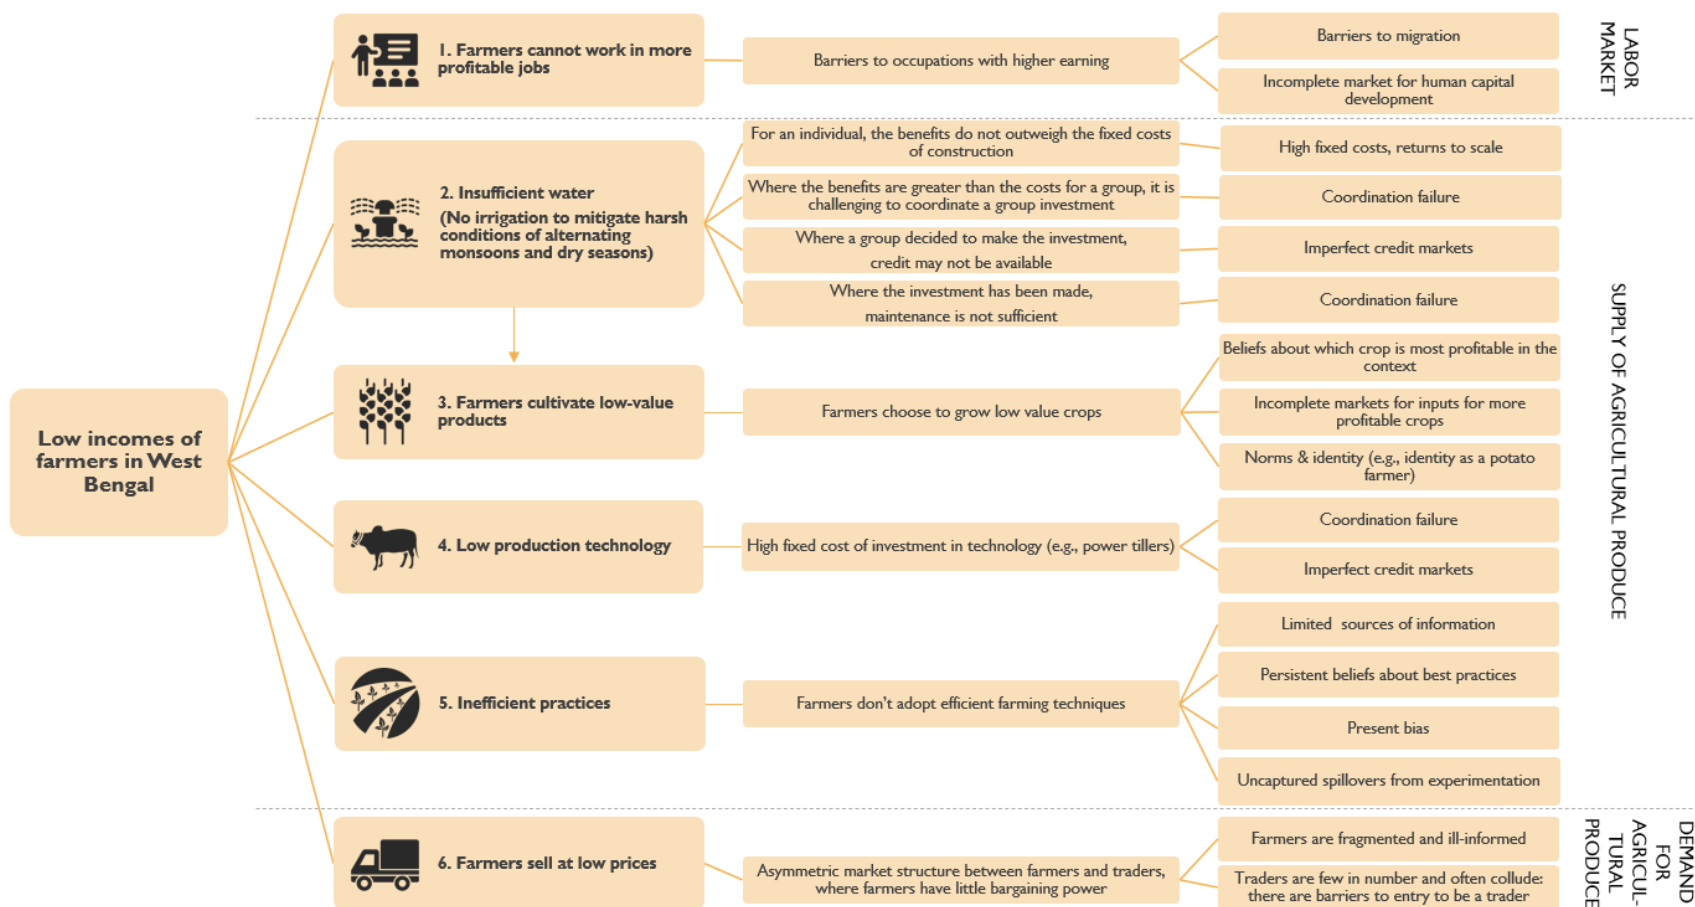 Low incomes of
farmers in West
Bengal
1. Farmers cannot work in more
profitable jobs
Barriers to occupations with higher earning
Barriers to migration
Incomplete market for human capital
development
LABOR
MARKET
2. Insufficient water
(No irrigation to mitigate harsh
conditions of alternating
monsoons and dry seasons)
For an individual, the benefits do not outweigh the fixed costs
of construction
High fixed costs, returns to scale
Where the benefits are greater than the costs for a group, it is
challenging to coordinate a group investment
Coordination failure
Where a group decided to make the investment,
credit may not be available
Imperfect credit markets
Where the investment has been made,
maintenance is not sufficient
Coordination failure
3. Farmers cultivate low-value
products
Farmers choose to grow low value crops
Beliefs about which crop is most profitable in the
context
Incomplete markets for inputs for more
profitable crops
Norms & identity (e.g., identity as a potato
farmer)
4. Low production technology
High fixed cost of investment in technology (e.g., power tillers)
Coordination failure
Imperfect credit markets
5. Inefficient practices
Farmers don't adopt efficient farming techniques
Limited sources of information
Persistent beliefs about best practices
Present bias
Uncaptured spillovers from experimentation
SUPPLY OF AGRICULTURAL PRODUCE
6. Farmers sell at low prices
Asymmetric market structure between farmers and traders,
where farmers have little bargaining power
Farmers are fragmented and ill-informed
Traders are few in number and often collude:
there are barriers to entry to be a trader
DEMAND
FOR
AGRICUL-
TURAL
PRODUCE